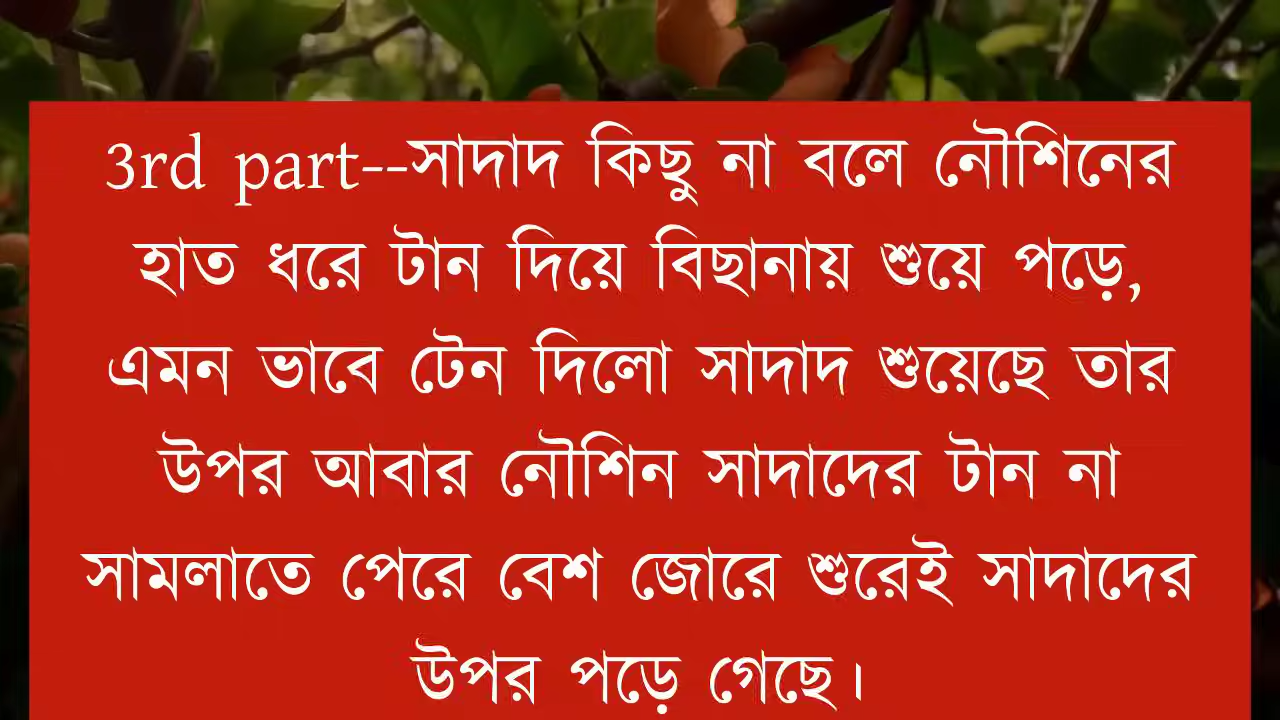 3rd part--সাদাদ কিছু না বলে নৌশিনের
হাত ধরে টান দিয়ে বিছানায় শুয়ে পড়ে,
এমন ভাবে টেন দিলো সাদাদ শুয়েছে তার
উপর আবার নৌশিন সাদাদের টান না
সামলাতে পেরে বেশ জোরে শুরেই সাদাদের
উপর পড়ে গেছে।